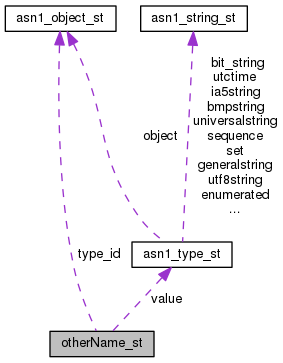 asn1_object_st
asn1_string_st
bit_string
utctime
ia5string
bmpstring
universalstring
object
sequence
set
generalstring
utf8string
enumerated
...
type_id
asn1_type_st
value
otherName_st